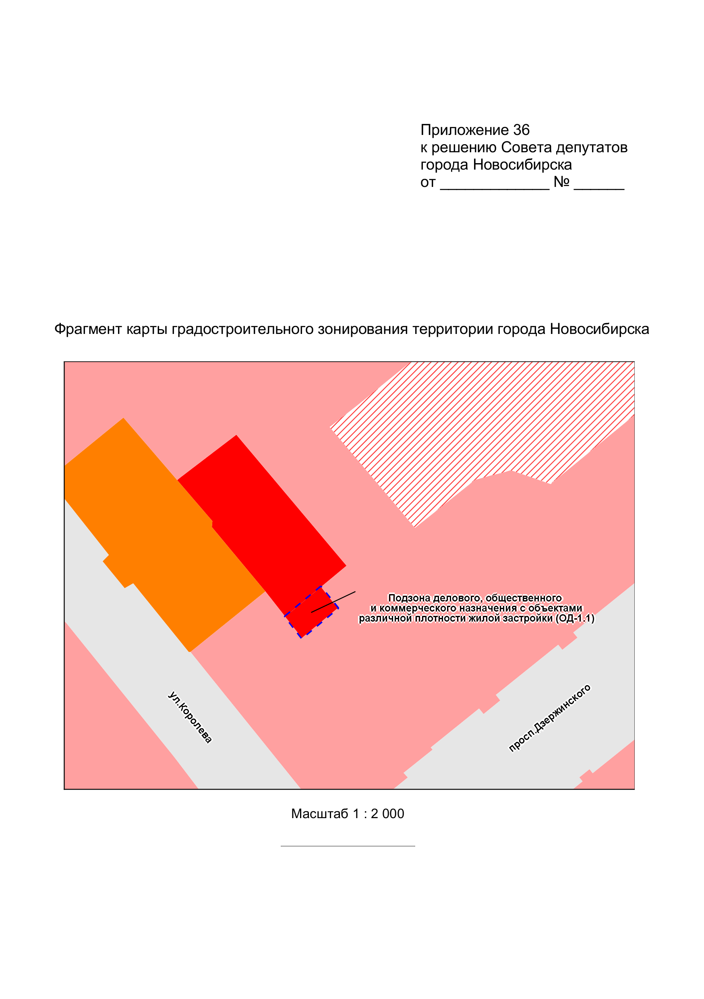 Приложение 36
к решению Совета депутатов
города Новосибирска
от _____________ № ______
Фрагмент карты градостроительного зонирования территории города Новосибирска
Подзона делового, общественного
и коммерческого назначения с объектами
различной плотности жилой застройки (ОД-1.1)
ул.Королева
просп.Дзержинского
Масштаб 1 : 2 000